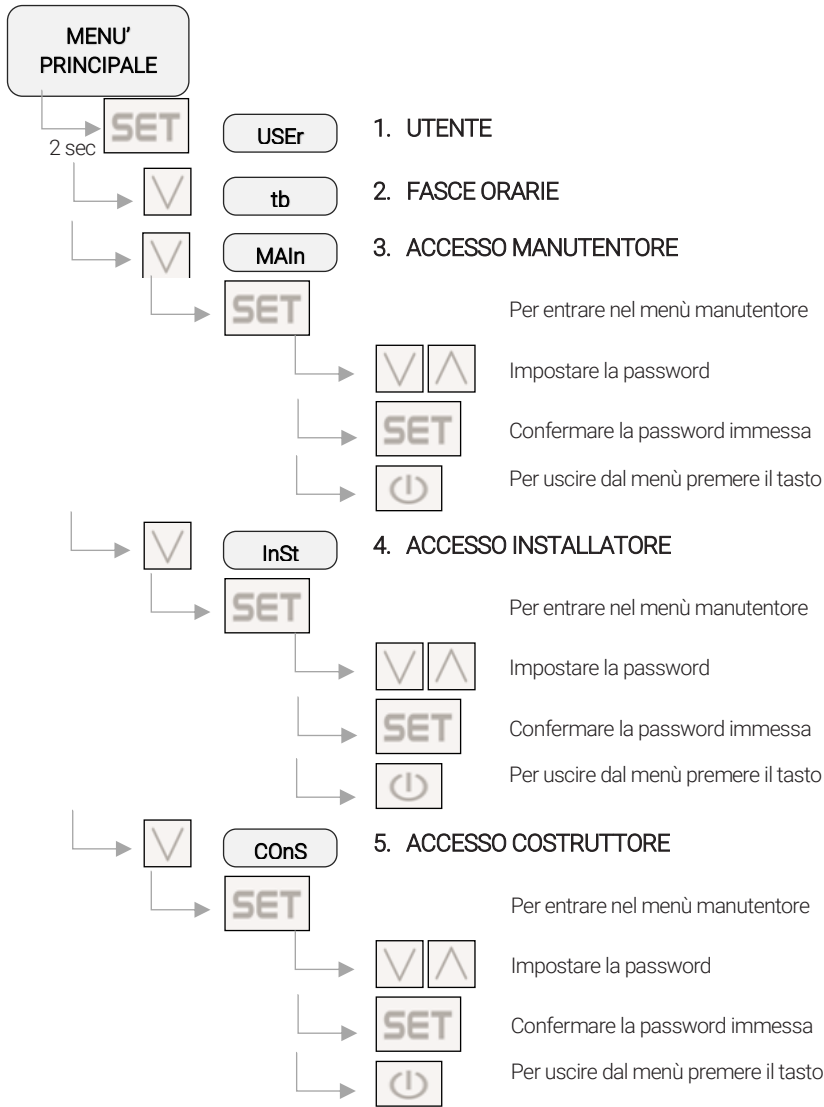 MENU'
PRINCIPALE
SET
2 sec
USEr
1. UTENTE
tb
2. FASCE ORARIE
MAIn
3. ACCESSO MANUTENTORE
SET
Per entrare nel menù manutentore
Impostare la password
SET
Confermare la password immessa
Per uscire dal menù premere il tasto
InSt
4. ACCESSO INSTALLATORE
SET
Per entrare nel menù manutentore
Impostare la password
SET
Confermare la password immessa
Per uscire dal menù premere il tasto
COnS
5. ACCESSO COSTRUTTORE
SET
Per entrare nel menù manutentore
Impostare la password
SET
Confermare la password immessa
Per uscire dal menù premere il tasto